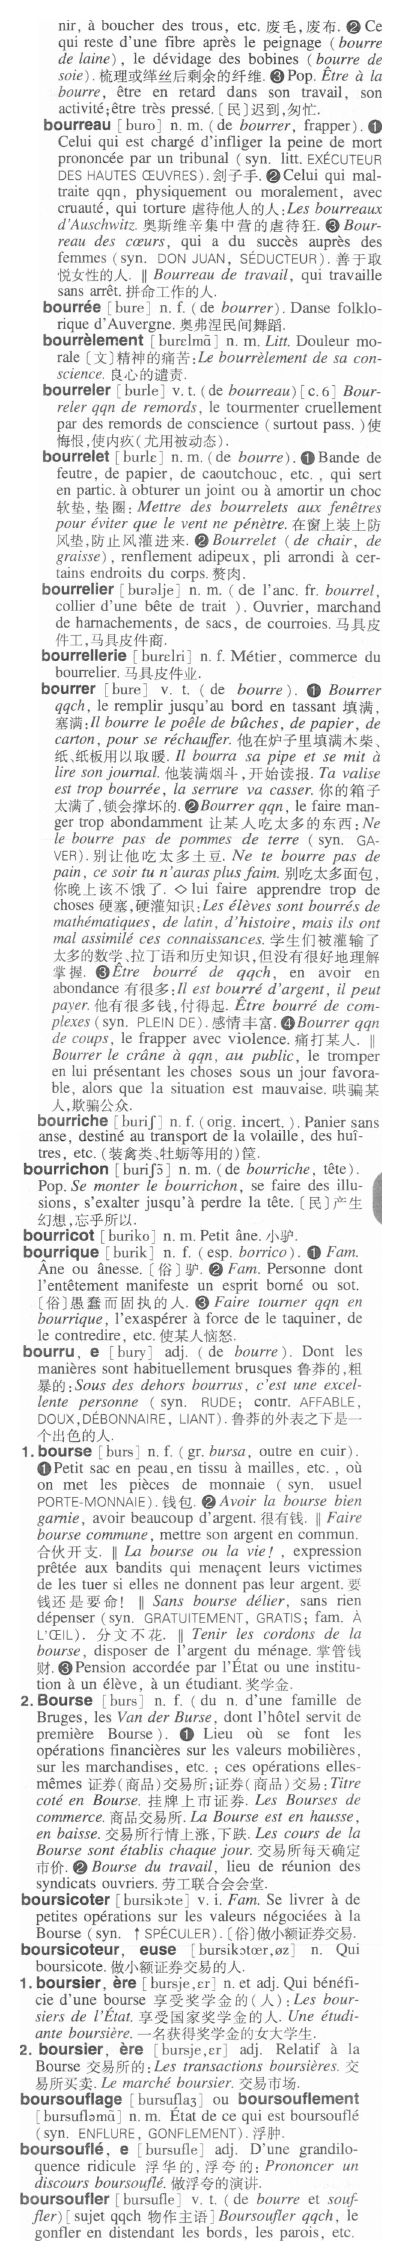 nir, à boucher des trous, etc. 废毛,废布. ❷ Ce
qui reste d'une fibre après le peignage (bourre
de laine), le dévidage des bobines (bourre de
soie). 梳理或缫丝后剩余的纤维. ❸ Pop. Être à la
bourre, être en retard dans son travail, son
activité;être très pressé. [民]迟到,匆忙.
bourreau [buro] n. m. (de bourrer, frapper). ❶
Celui qui est chargé d'infliger la peine de mort
prononcée par un tribunal (syn. litt. EXÉCUTEUR
DES HAUTES ŒUVRES). 刽子手. ❷ Celui qui mal-
traite qqn, physiquement ou moralement, avec
cruauté, qui torture 虐待他人的人:Les bourreaux
d'Auschwitz. 奥斯维辛集中营的虐待狂. ❸ Bour-
reau des cœurs, qui a du succès auprès des
femmes (syn. DON JUAN, SÉDUCTEUR). 善于取
悦女性的人. ‖ Bourreau de travail, qui travaille
sans arrêt. 拼命工作的人.
bourrée [bure] n. f. (de bourrer). Danse folklo-
rique d'Auvergne. 奥弗涅民间舞蹈.
bourrèlement [burɛlmɑ̃] n. m. Litt. Douleur mo-
rale [文]精神的痛苦:Le bourrèlement de sa con-
science. 良心的谴责.
bourreler [burle] v. t. (de bourreau) [c. 6] Bour-
reler qqn de remords, le tourmenter cruellement
par des remords de conscience (surtout pass. )使
悔恨,使内疚(尤用被动态).
bourrelet [burlɛ] n. m. (de bourre). ❶ Bande de
feutre, de papier, de caoutchouc, etc. , qui sert
en partic. à obturer un joint ou à amortir un choc
软垫,垫圈: Mettre des bourrelets aux fenêtres
pour éviter que le vent ne pénètre. 在窗上装上防
风垫,防止风灌进来. ❷ Bourrelet (de chair, de
graisse), renflement adipeux, pli arrondi à cer-
tains endroits du corps. 赘肉.
bourrelier [burəlje] n. m. (de l'anc. fr. bourrel,
collier d'une bête de trait ). Ouvrier, marchand
de harnachements, de sacs, de courroies. 马具皮
件工,马具皮件商.
bourrellerie [burɛlri] n. f. Métier, commerce du
bourrelier. 马具皮件业.
bourrer [bure] v. t. (de bourre). ❶ Bourrer
qqch, le remplir jusqu'au bord en tassant 填满,
塞满:Il bourre le poêle de bûches, de papier, de
carton, pour se réchauffer. 他在炉子里填满木柴、
纸、纸板用以取暖. Il bourra sa pipe et se mit à
lire son journal. 他装满烟斗,开始读报. Ta valise
est trop bourrée, la serrure va casser. 你的箱子
太满了,锁会撑坏的. ❷ Bourrer qqn, le faire man-
ger trop abondamment 让某人吃太多的东西:Ne
le bourre pas de pommes de terre (syn. GA-
VER). 别让他吃太多土豆. Ne te bourre pas de
pain, ce soir tu n'auras plus faim. 别吃太多面包,
你晚上该不饿了. ◇ lui faire apprendre trop de
choses 硬塞,硬灌知识:Les élèves sont bourrés de
mathématiques, de latin, d'histoire, mais ils ont
mal assimilé ces connaissances. 学生们被灌输了
太多的数学、拉丁语和历史知识,但没有很好地理解
掌握. ❸ Être bourré de qqch, en avoir en
abondance 有很多:Il est bourré d'argent, il peut
payer. 他有很多钱,付得起. Être bourré de com-
plexes (syn. PLEIN DE). 感情丰富. ❹ Bourrer qqn
de coups, le frapper avec violence. 痛打某人. ‖
Bourrer le crâne à qqn, au public, le tromper
en lui présentant les choses sous un jour favora-
ble, alors que la situation est mauvaise. 哄骗某
人,欺骗公众.
bourriche [buriʃ] n. f. (orig. incert. ). Panier sans
anse, destiné au transport de la volaille, des huî-
tres, etc. (装禽类、牡蛎等用的)筐.
bourrichon [buriʃɔ̃] n. m. (de bourriche, tête).
Pop. Se monter le bourrichon, se faire des illu-
sions, s'exalter jusqu'à perdre la tête. [民]产生
幻想,忘乎所以.
bourricot [buriko] n. m. Petit âne. 小驴.
bourrique [burik] n. f. (esp. borrico). ❶ Fam.
Âne ou ânesse. [俗]驴. ❷ Fam. Personne dont
l'entêtement manifeste un esprit borné ou sot.
[俗]愚蠢而固执的人. ❸ Faire tourner qqn en
bourrique, l'exaspérer à force de le taquiner, de
le contredire, etc. 使某人恼怒.
bourru, e [bury] adj. (de bourre). Dont les
manières sont habituellement brusques 鲁莽的,粗
暴的:Sous des dehors bourrus, c'est une excel-
lente personne (syn. RUDE; contr. AFFABLE,
DOUX,DÉBONNAIRE, LIANT). 鲁莽的外表之下是一
个出色的人.
1. bourse [burs] n. f. (gr. bursa, outre en cuir).
❶ Petit sac en peau, en tissu à mailles, etc. , où
on met les pièces de monnaie (syn. usuel
PORTE-MONNAIE). 钱包. ❷ Avoir la bourse bien
garnie, avoir beaucoup d'argent. 很有钱. ‖ Faire
bourse commune, mettre son argent en commun.
合伙开支. ‖ La bourse ou la vie! , expression
prêtée aux bandits qui menaçent leurs victimes
de les tuer si elles ne donnent pas leur argent. 要
钱还是要命! ‖ Sans bourse délier, sans rien
dépenser (syn. GRATUITEMENT, GRATIS; fam. À
L'ŒIL). 分文不花. ‖ Tenir les cordons de la
bourse, disposer de l'argent du ménage. 掌管钱
财. ❸ Pension accordée par l'État ou une institu-
tion à un élève, à un étudiant. 奖学金.
2. Bourse [burs] n. f. (du n. d'une famille de
Bruges, les Van der Burse, dont l'hôtel servit de
première Bourse). ❶ Lieu où se font les
opérations financières sur les valeurs mobilières,
sur les marchandises, etc. ; ces opérations elles-
mêmes 证券(商品)交易所;证券(商品)交易:Titre
coté en Bourse. 挂牌上市证券. Les Bourses de
commerce. 商品交易所. La Bourse est en hausse,
en baisse. 交易所行情上涨,下跌. Les cours de la
Bourse sont établis chaque jour. 交易所每天确定
市价. ❷ Bourse du travail, lieu de réunion des
syndicats ouvriers. 劳工联合会会堂.
boursicoter [bursikɔte] v. i. Fam. Se livrer à de
petites opérations sur les valeurs négociées à la
Bourse (syn. ↑ SPÉCULER). [俗]做小额证券交易.
boursicoteur, euse [bursikɔtœr,øz] n. Qui
boursicote. 做小额证券交易的人.
1. boursier, ère [bursje,ɛr] n. et adj. Qui bénéfi-
cie d'une bourse 享受奖学金的(人):Les bour-
siers de l'État. 享受国家奖学金的人. Une étudi-
ante boursière. 一名获得奖学金的女大学生.
2. boursier, ère [bursje,ɛr] adj. Relatif à la
Bourse 交易所的:Les transactions boursières. 交
易所买卖. Le marché boursier. 交易市场.
boursouflage [bursuflaʒ] ou boursouflement
[bursufləmɑ̃] n. m. État de ce qui est boursouflé
(syn. ENFLURE, GONFLEMENT). 浮肿.
boursouflé, e [bursufle] adj. D'une grandilo-
quence ridicule 浮华的,浮夸的: Prononcer un
discours boursouflé. 做浮夸的演讲.
boursoufler [bursufle] v. t. (de bourre et souf-
fler) [sujet qqch 物作主语] Boursoufler qqch, le
gonfler en distendant les bords, les parois, etc.